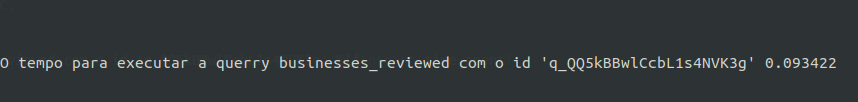 O tempo para executar a querry businesses_reviewed com o id 'q_QQ5kBBwlCcbL1s4NVK3g' 0.093422